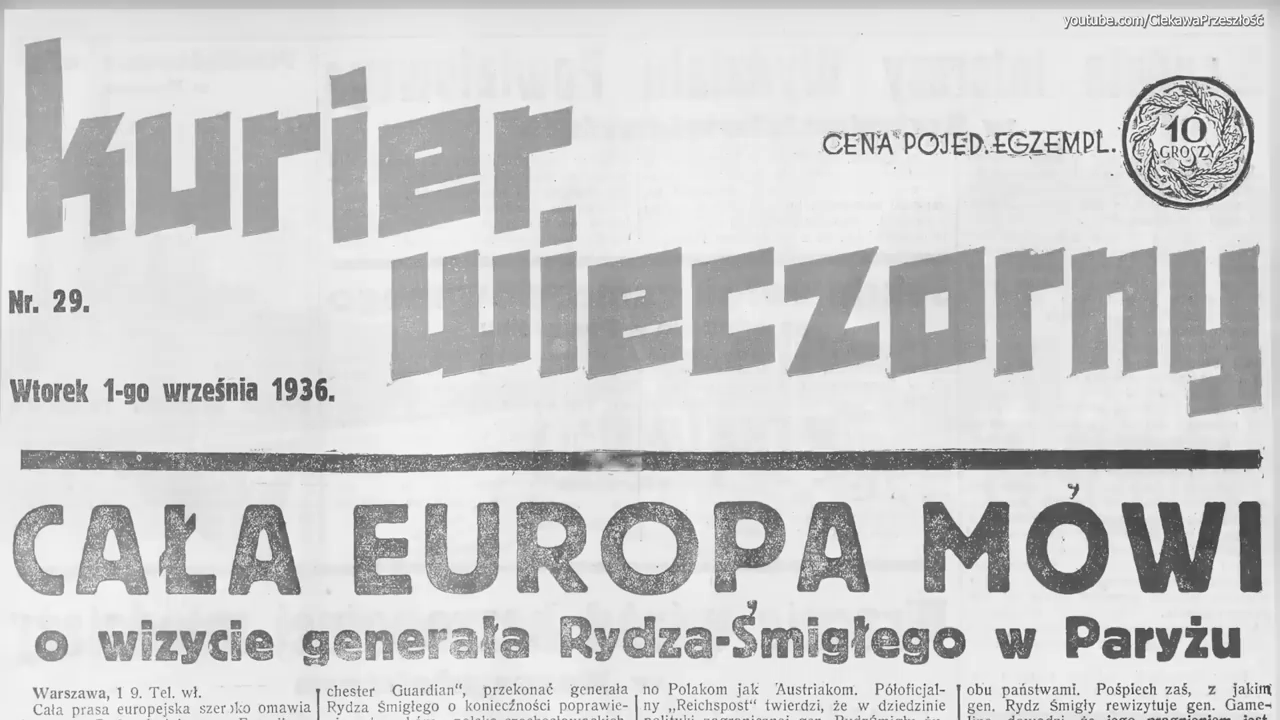 youtube.com/CiekawaPrzeszłość
kurier
wieczorny
CENA POJED. EGZEMPL.
10
GROSZY
Nr. 29.
Wtorek 1-go września 1936.
CAŁA EUROPA MÓWI
o wizycie generała Rydza-Śmigłego w Paryżu
Warszawa, 1 9. Tel. wł.
Cała prasa europejska szeroko omawia
chester Guardian“, przekonać generała
Rydza Śmigłego o konieczności poprawie-
no Polakom jak Austriakom. Półoficjal-
ny „Reichspost“ twierdzi, że w dziedzinie
obu państwami. Pośpiech zaś, z jakim
gen. Rydz Śmigły rewizytuje gen. Game-